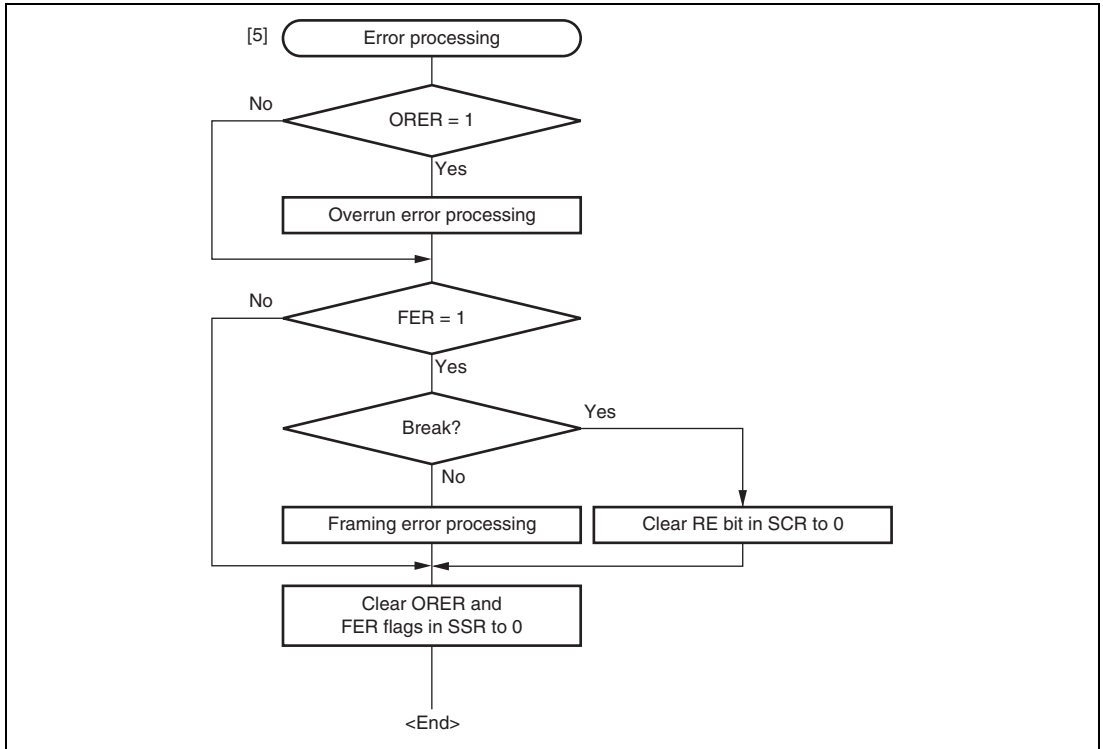 [5] Error processing
No
ORER = 1
Yes
Overrun error processing
No
FER = 1
Yes
Break?
Yes
No
Framing error processing
Clear RE bit in SCR to 0
Clear ORER and
FER flags in SSR to 0
<End>